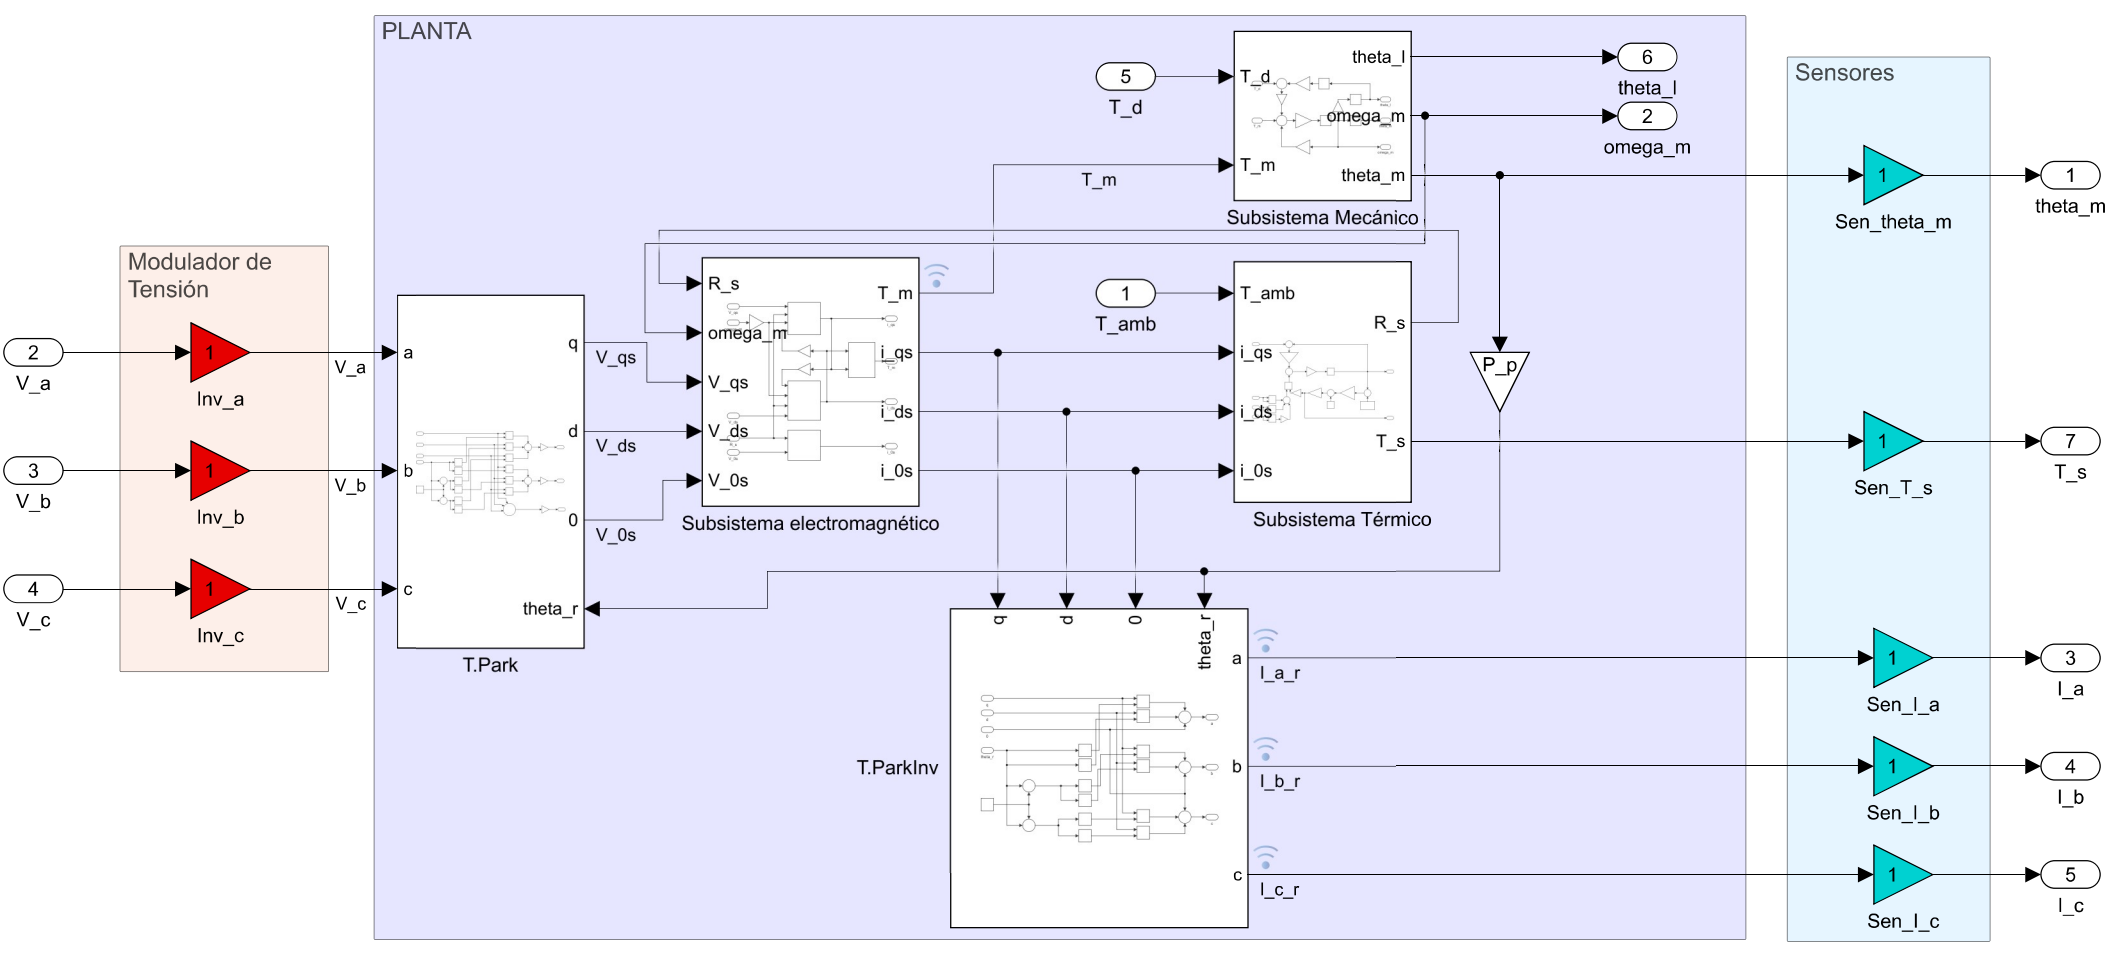 PLANTA
Sensores
Modulador de
Tensión
2
V_a
3
V_b
4
V_c
1
Inv_a
1
Inv_b
1
Inv_c
V_a
V_b
V_c
a
b
c
q
d
0
theta_r
T.Park
V_qs
V_ds
V_0s
R_s
omega_m
V_qs
V_ds
V_0s
T_m
i_qs
i_ds
i_0s
Subsistema electromagnético
T_m
5
T_d
T_d
T_m
theta_l
omega_m
theta_m
Subsistema Mecánico
1
T_amb
T_amb
i_qs
i_ds
i_0s
R_s
T_s
Subsistema Térmico
6
theta_l
2
omega_m
P_p
q
d
0
theta_r
a
b
c
T.ParkInv
I_a_r
I_b_r
I_c_r
1
Sen_theta_m
1
Sen_T_s
1
Sen_I_a
1
Sen_I_b
1
Sen_I_c
1
theta_m
7
T_s
3
I_a
4
I_b
5
I_c